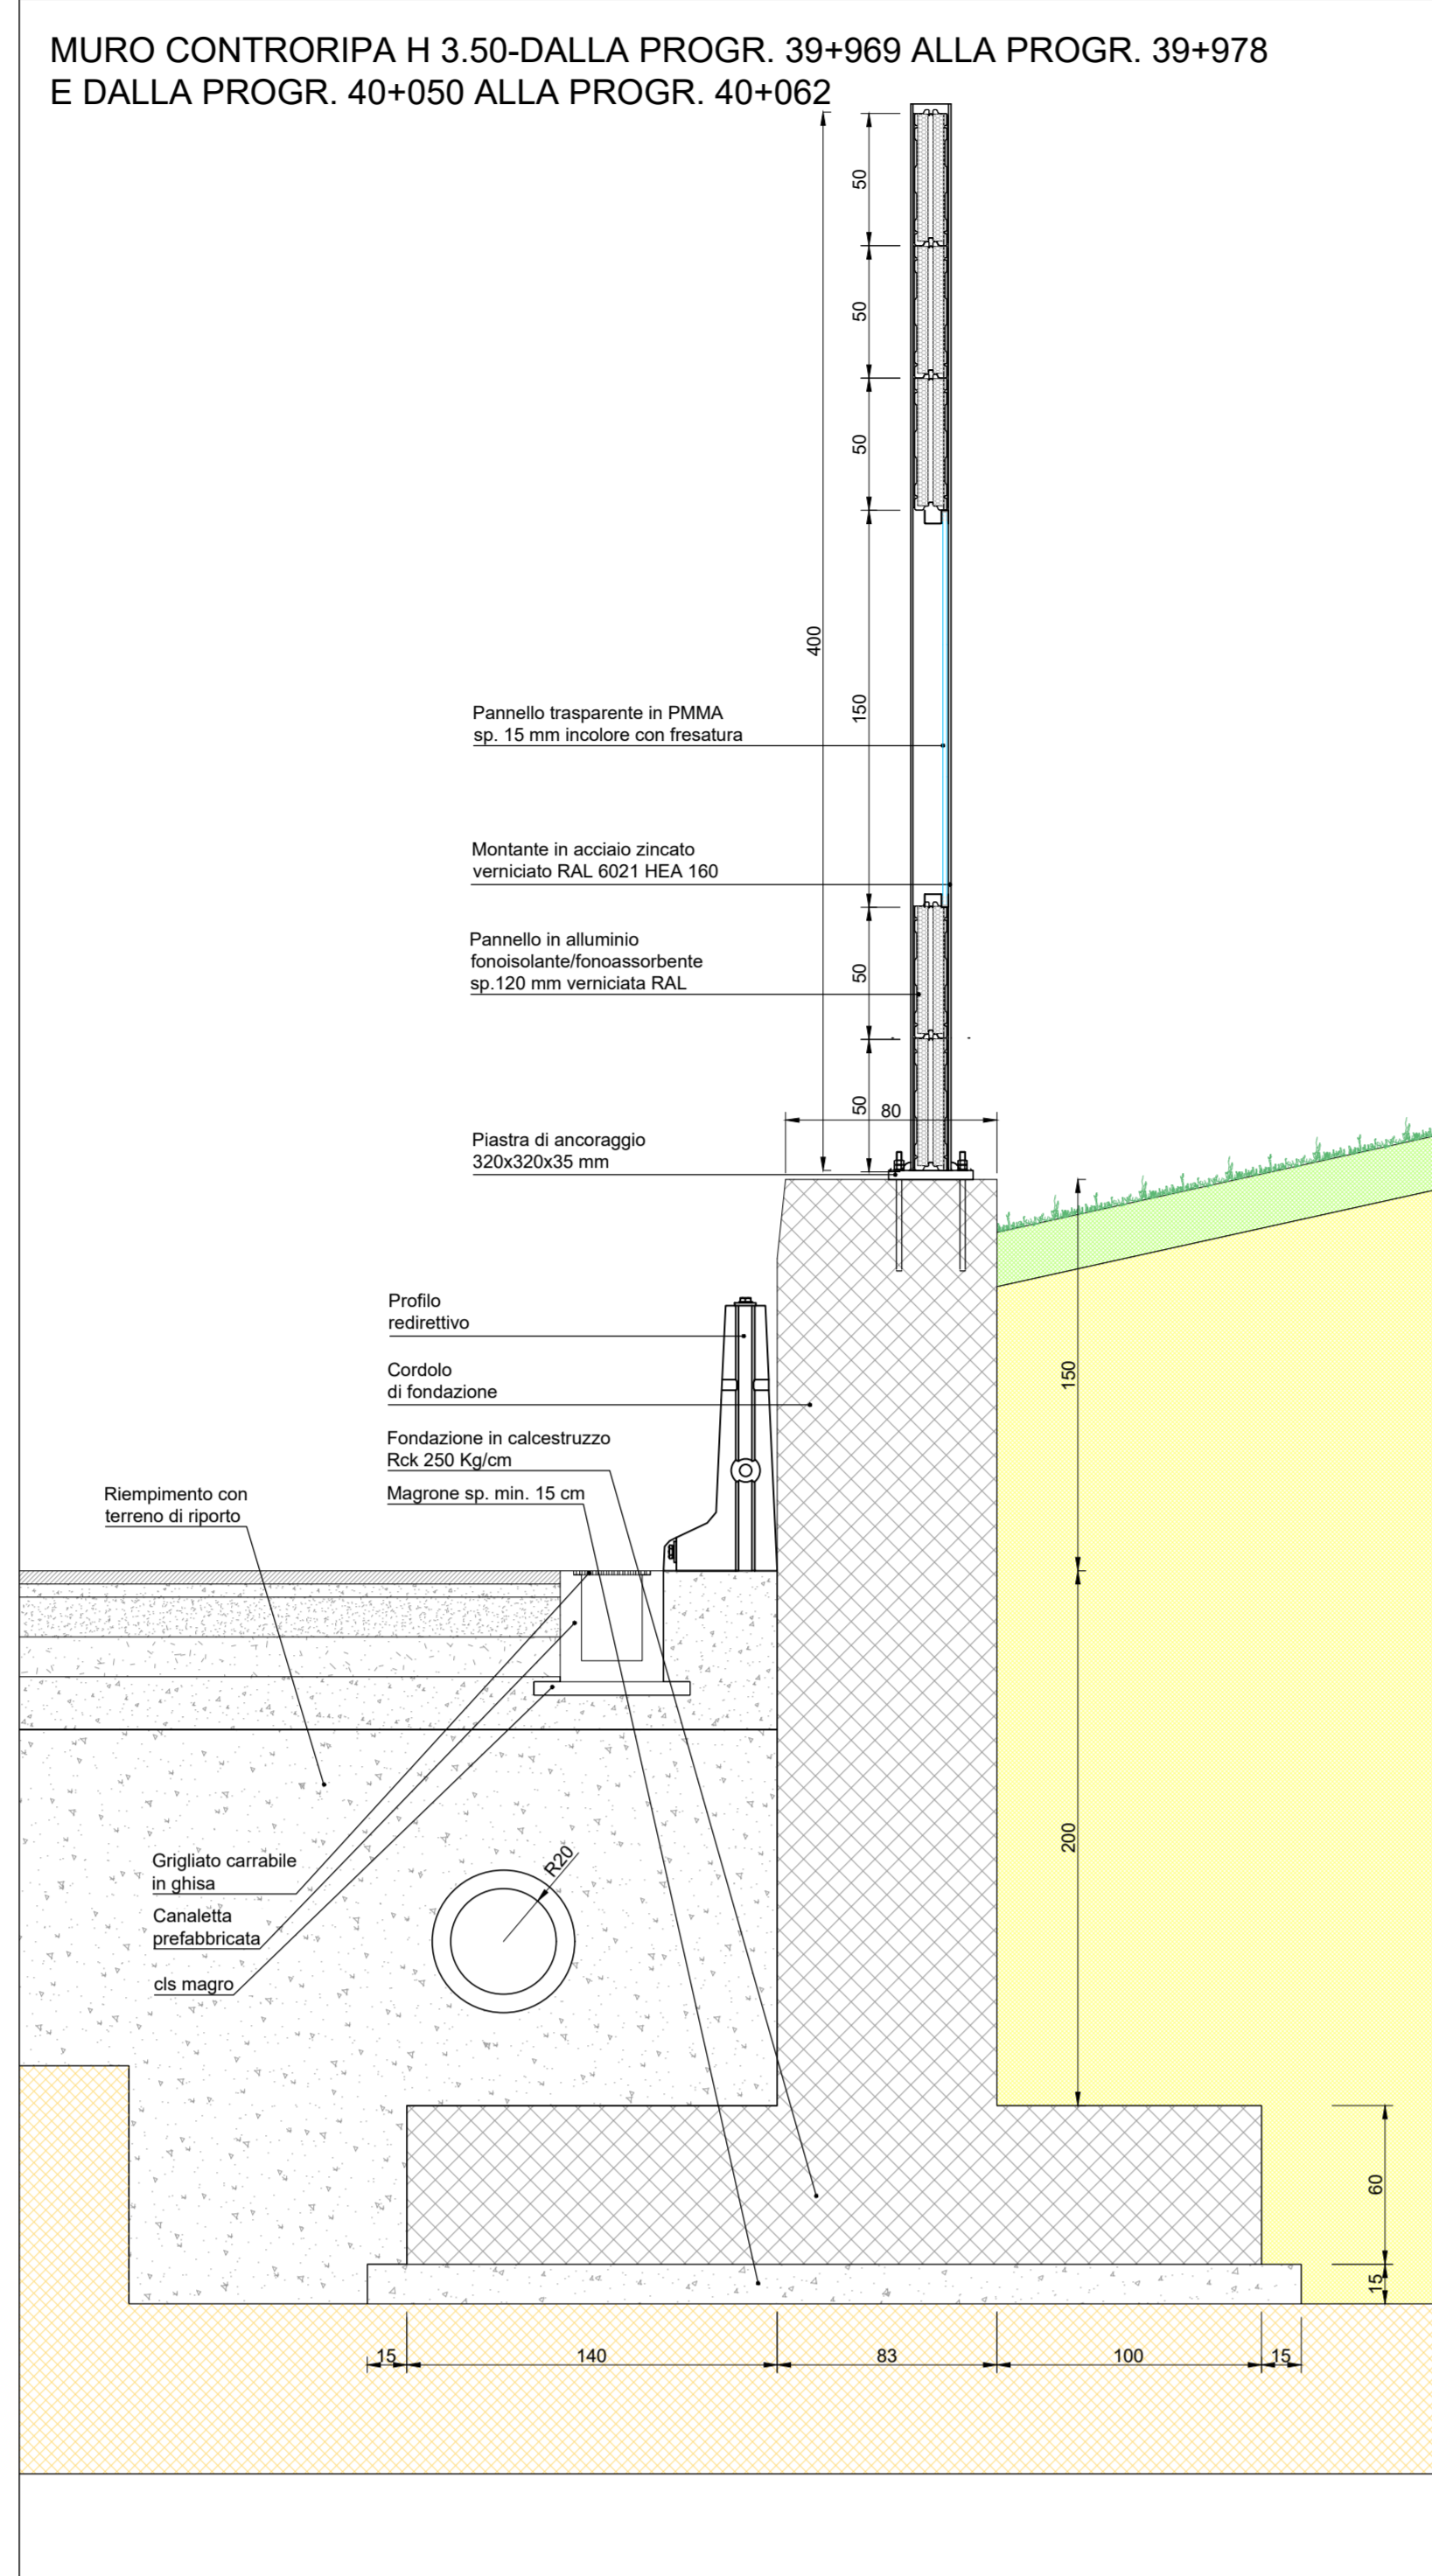 MURO CONTRORIPA H 3.50-DALLA PROGR. 39+969 ALLA PROGR. 39+978
E DALLA PROGR. 40+050 ALLA PROGR. 40+062
50
50
50
400
150
Pannello trasparente in PMMA
sp. 15 mm incolore con fresatura
Montante in acciaio zincato
verniciato RAL 6021 HEA 160
Pannello in alluminio
fonoisolante/fonoassorbente
sp.120 mm verniciata RAL
50
50
80
Piastra di ancoraggio
320x320x35 mm
Profilo
redirettivo
150
Cordolo
di fondazione
Fondazione in calcestruzzo
Rck 250 Kg/cm
Magrone sp. min. 15 cm
Riempimento con
terreno di riporto
200
R20
Grigliato carrabile
in ghisa
Canaletta
prefabbricata
cls magro
60
15
15
140
83
100
15